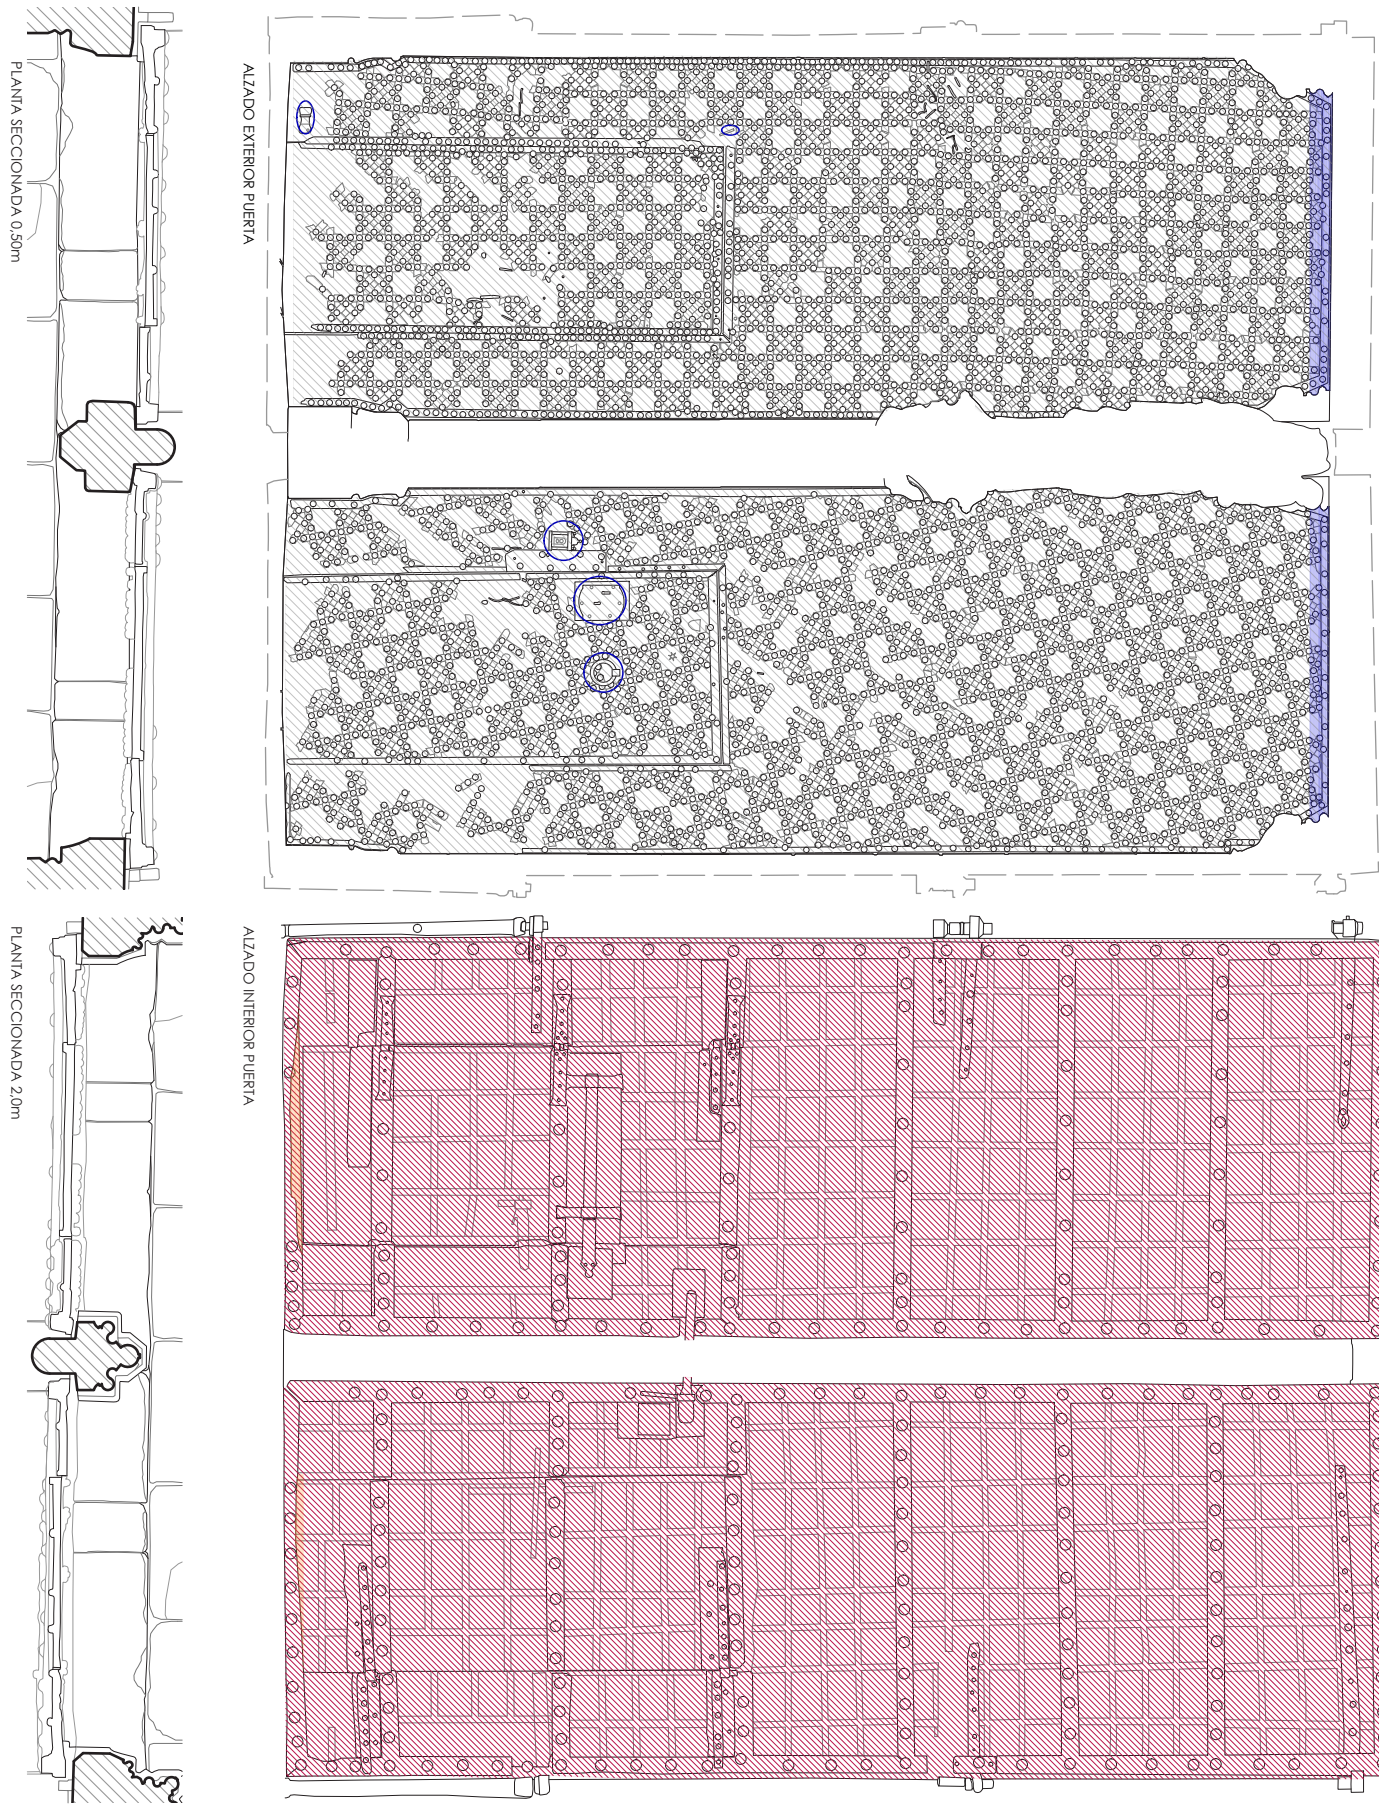 PLANTA SECCIONADA 0,50m
ALZADO EXTERIOR PUERTA
PLANTA SECCIONADA 2,0m
ALZADO INTERIOR PUERTA